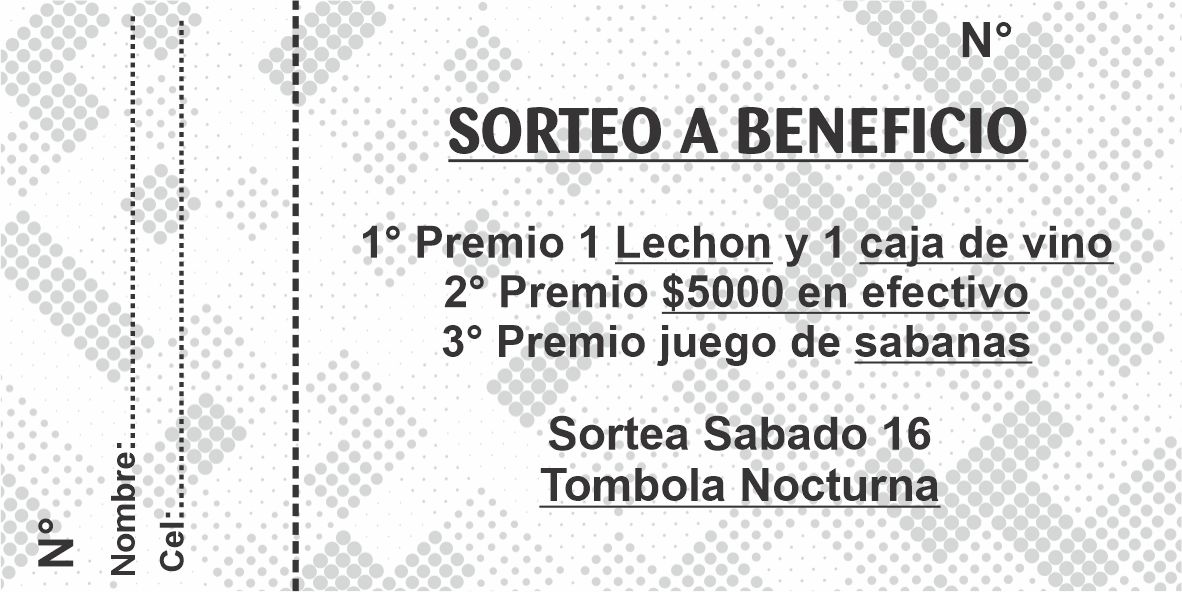 N°
Nombre:
Cel:
N°
SORTEO A BENEFICIO
1° Premio 1 Lechon y 1 caja de vino
2° Premio $5000 en efectivo
3° Premio juego de sabanas
Sortea Sabado 16
Tombola Nocturna